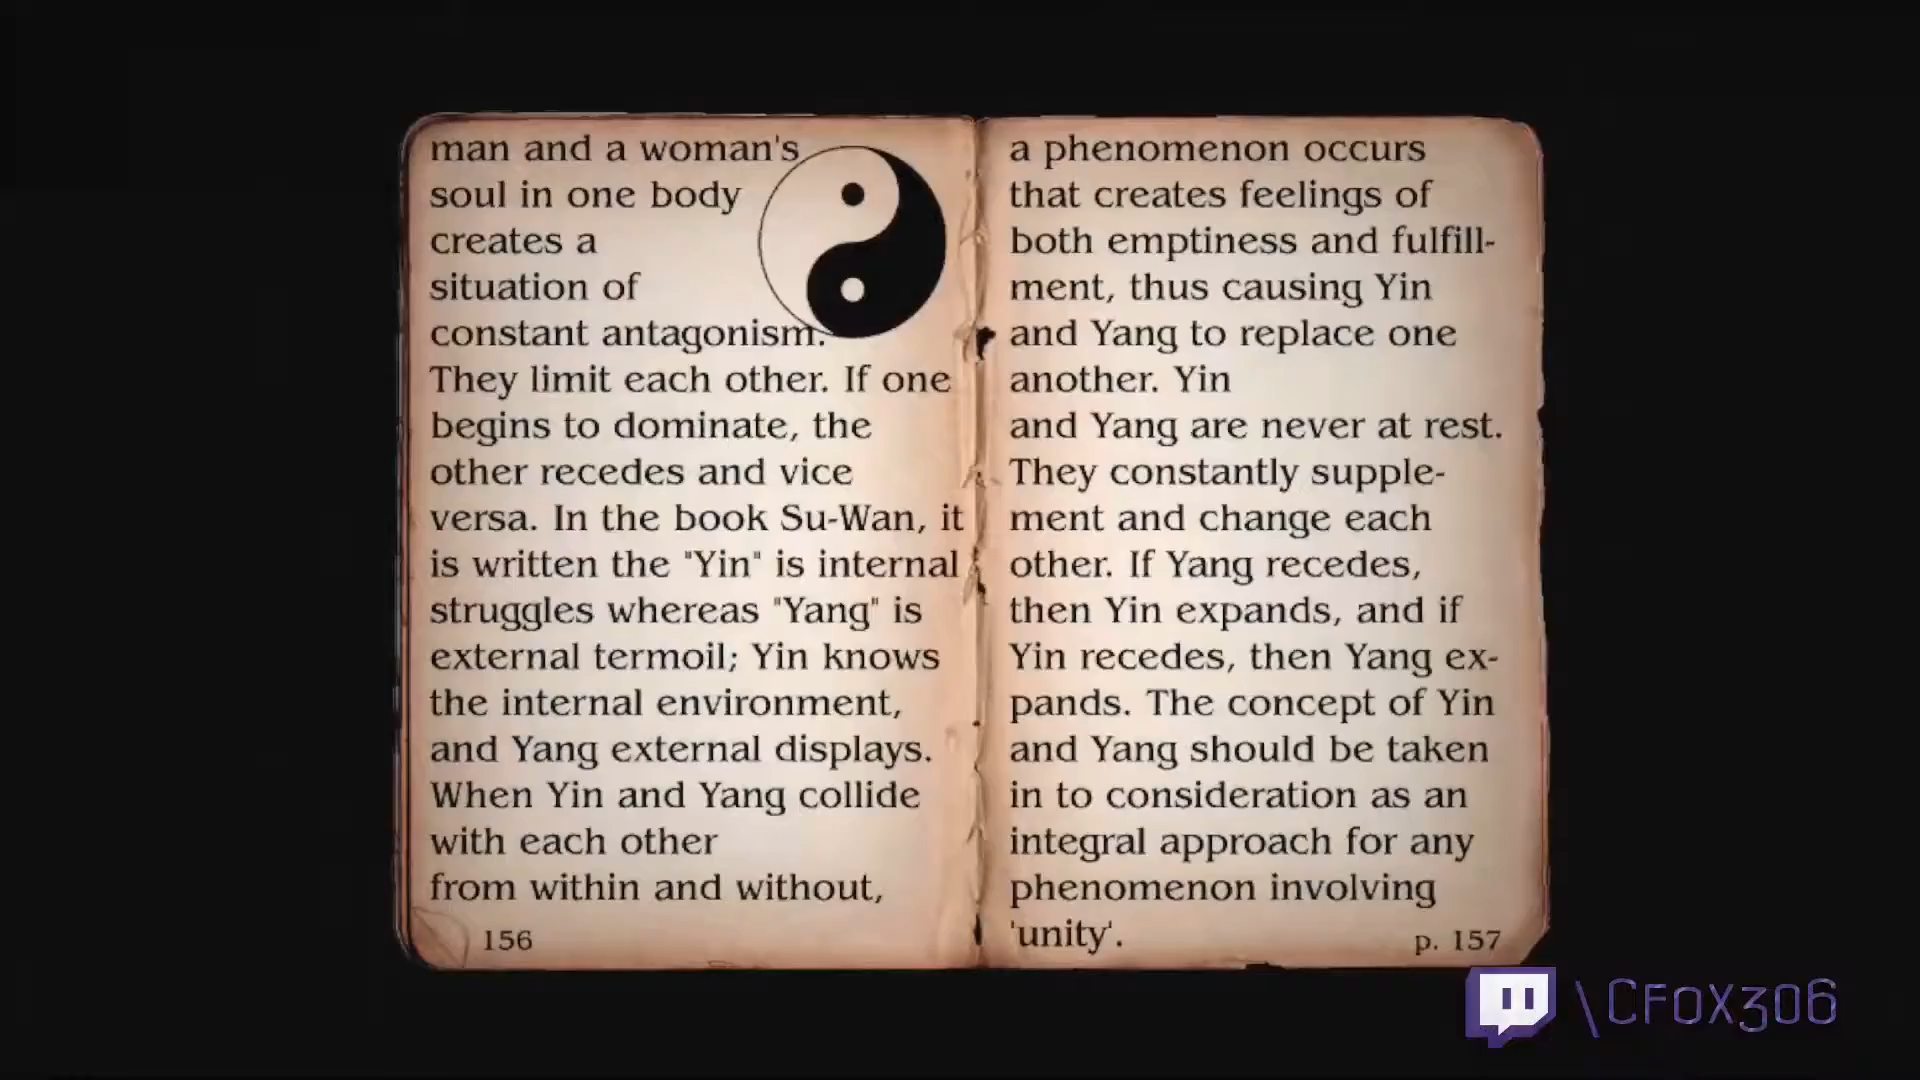 man and a woman's
soul in one body
creates a
situation of
constant antagonism.
They limit each other. If one
begins to dominate, the
other recedes and vice
versa. In the book Su-Wan, it
is written the "Yin" is internal
struggles whereas "Yang" is
external termoil; Yin knows
the internal environment,
and Yang external displays.
When Yin and Yang collide
with each other
from within and without,
156
a phenomenon occurs
that creates feelings of
both emptiness and fulfill-
ment, thus causing Yin
and Yang to replace one
another. Yin
and Yang are never at rest.
They constantly supple-
ment and change each
other. If Yang recedes,
then Yin expands, and if
Yin recedes, then Yang ex-
pands. The concept of Yin
and Yang should be taken
in to consideration as an
integral approach for any
phenomenon involving
'unity'.
p. 157
\CFOX306